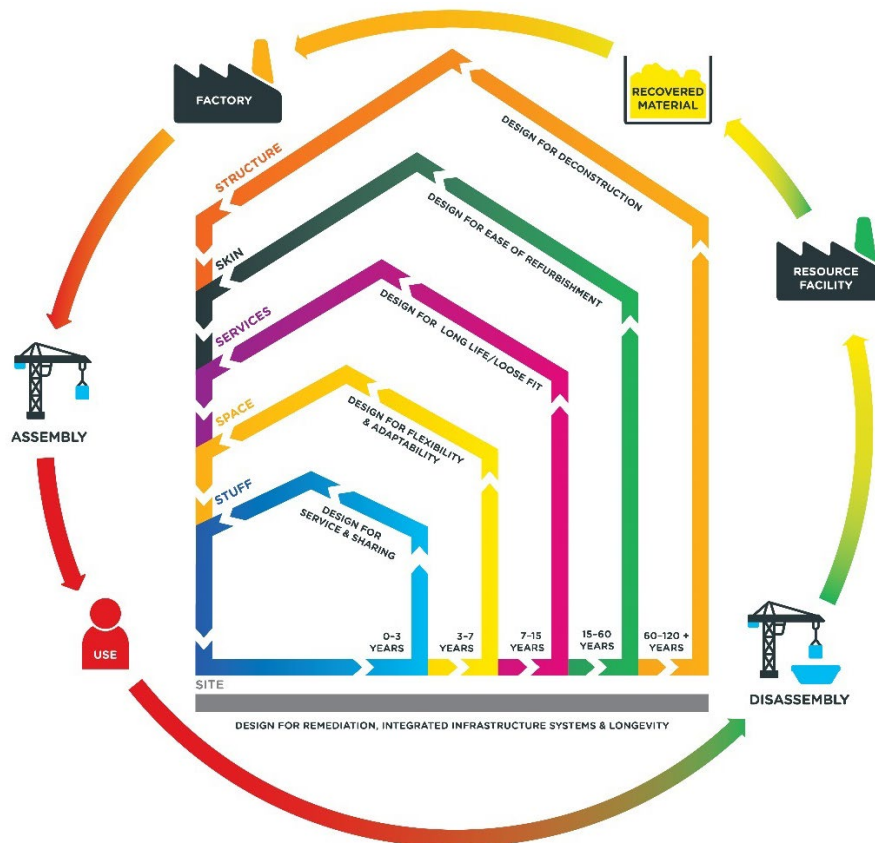 FACTORY
RECOVERED
MATERIAL
STRUCTURE
DESIGN FOR DECONSTRUCTION
SKIN
DESIGN FOR EASE OF REFURBISHMENT
RESOURCE
FACILITY
SERVICES
DESIGN FOR LONG LIFE/LOOSE FIT
SPACE
DESIGN FOR FLEXIBILITY
& ADAPTABILITY
ASSEMBLY
STUFF
DESIGN FOR
SERVICE & SHARING
USE
0–3
YEARS
3–7
YEARS
7–15
YEARS
15–60
YEARS
60–120 +
YEARS
SITE
DISASSEMBLY
DESIGN FOR REMEDIATION, INTEGRATED INFRASTRUCTURE SYSTEMS & LONGEVITY